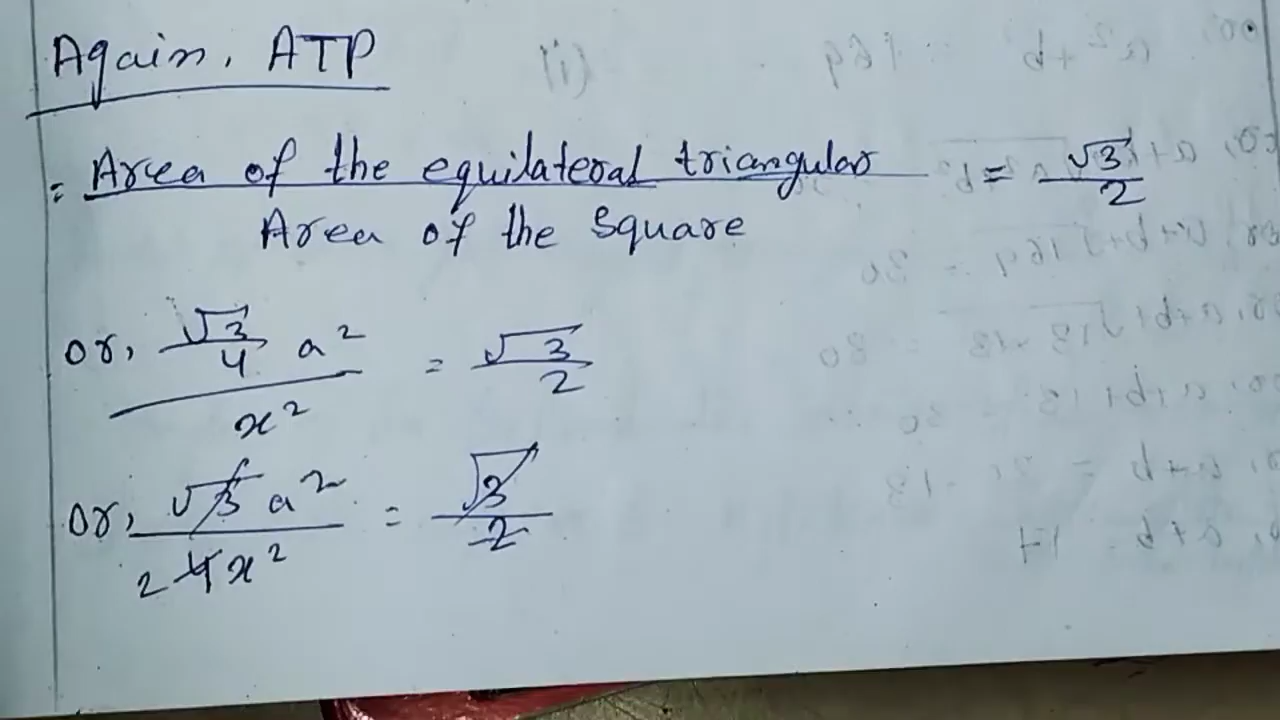 Again, ATP
= Area of the equilateral triangular / Area of the Square = √3/2
or, (√3/4 a²)/x² = √3/2
or, √3 a²/2 4x² = √3/2